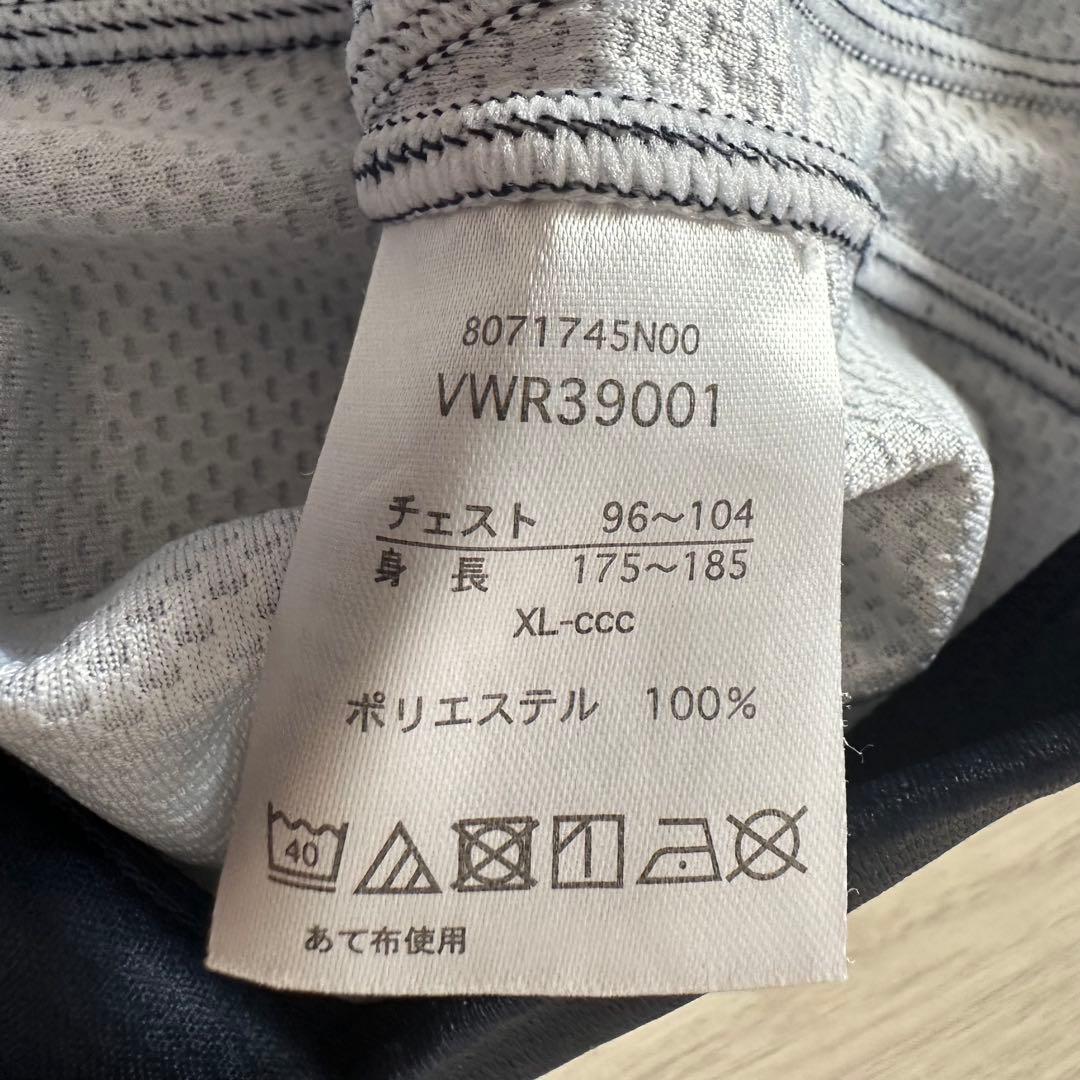 8071745N00
VWR39001
チェスト 96～104
身 長 175～185
XL-ccc
ポリエステル 100%
40
あて布使用